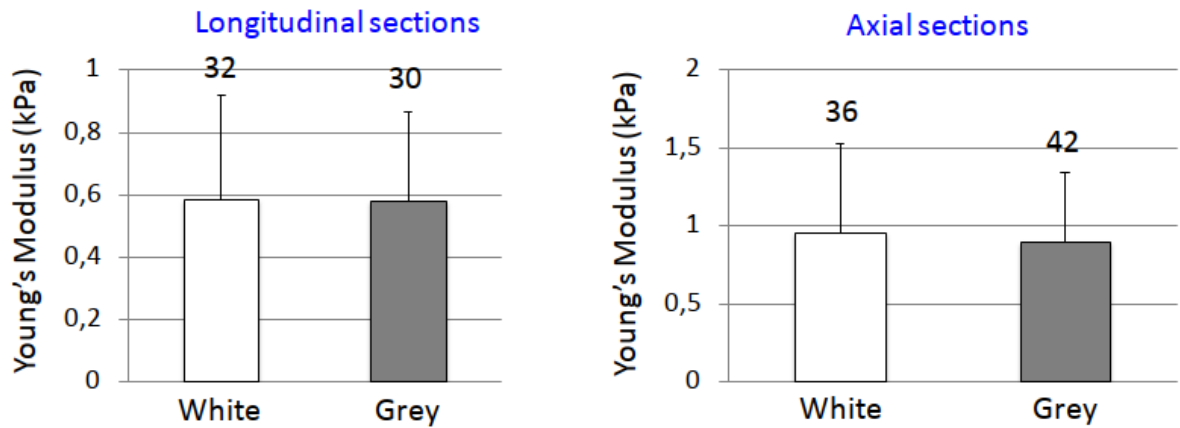 Longitudinal sections
Young's Modulus (kPa)
1
0,8
0,6
0,4
0,2
0
32
30
White
Grey
Axial sections
Young's Modulus (kPa)
2
1,5
1
0,5
0
36
42
White
Grey